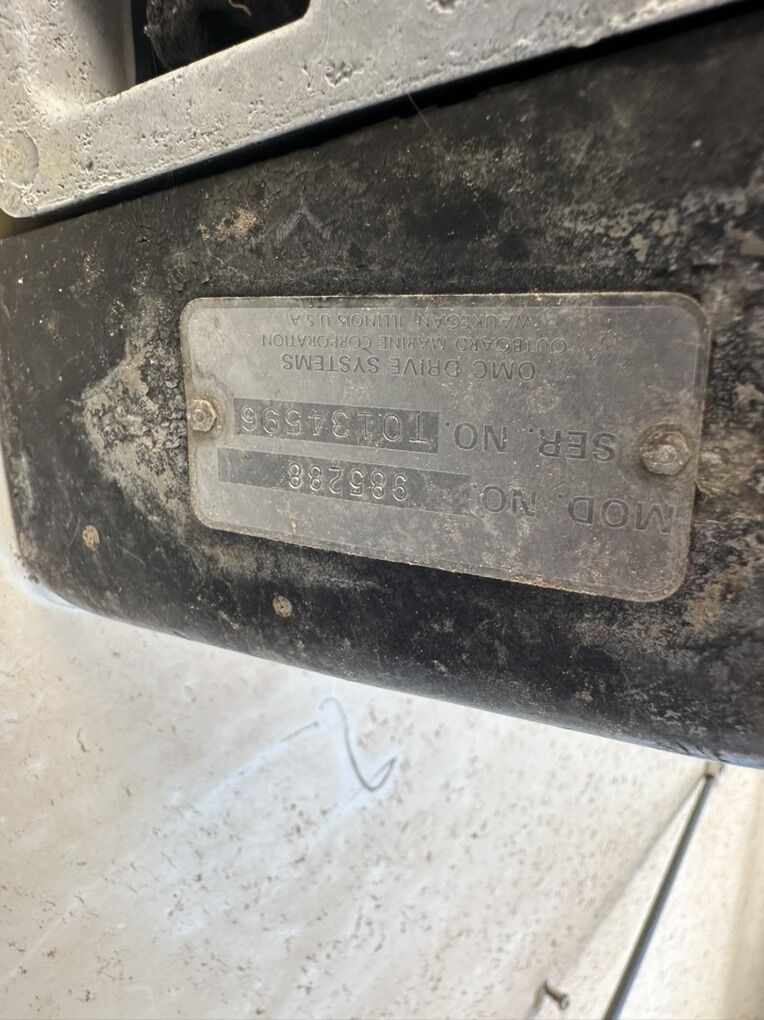 MOD. NO. 985288
SER. NO. T0134596
OMC DRIVE SYSTEMS
OUTBOARD MARINE CORPORATION
WAUKEGAN, ILLINOIS U.S.A